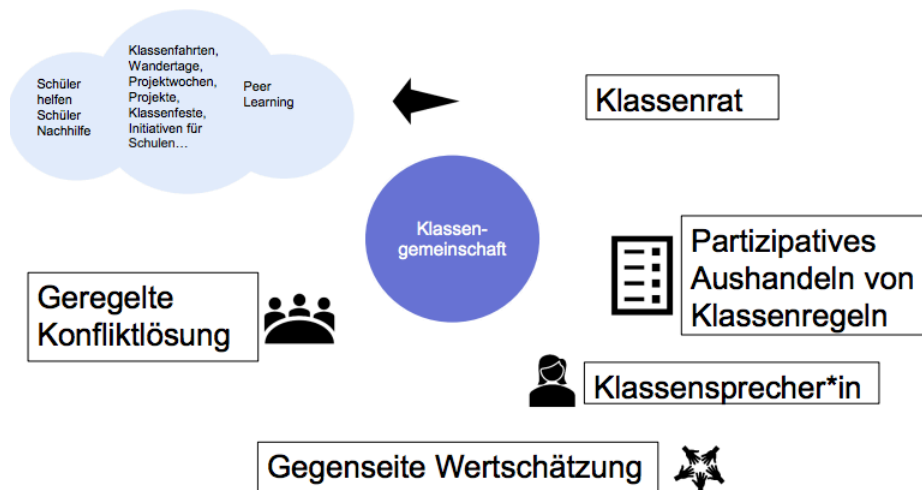 Schüler
helfen
Schüler
Nachhilfe
Klassenfahrten,
Wandertage,
Projektwochen,
Projekte,
Klassenfeste,
Initiativen für
Schulen…
Peer
Learning
Klassenrat
Klassen-
gemeinschaft
Partizipatives
Aushandeln von
Klassenregeln
Geregelte
Konfliktlösung
Klassensprecher*in
Gegenseite Wertschätzung